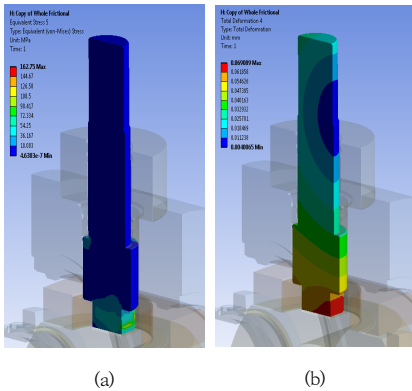 H: Copy of Whole Frictional
Equivalent Stress 5
Type: Equivalent (von-Mises) Stress
Unit: MPa
Time: 1
162.75 Max
144.67
126.58
108.5
90.417
72.334
54.25
36.167
18.083
4.6383e-7 Min
H: Copy of Whole Frictional
Total Deformation 4
Type: Total Deformation
Unit: mm
Time: 1
0.069089 Max
0.061858
0.054626
0.047395
0.040163
0.032932
0.025701
0.018469
0.011238
0.0040065 Min
(a)
(b)